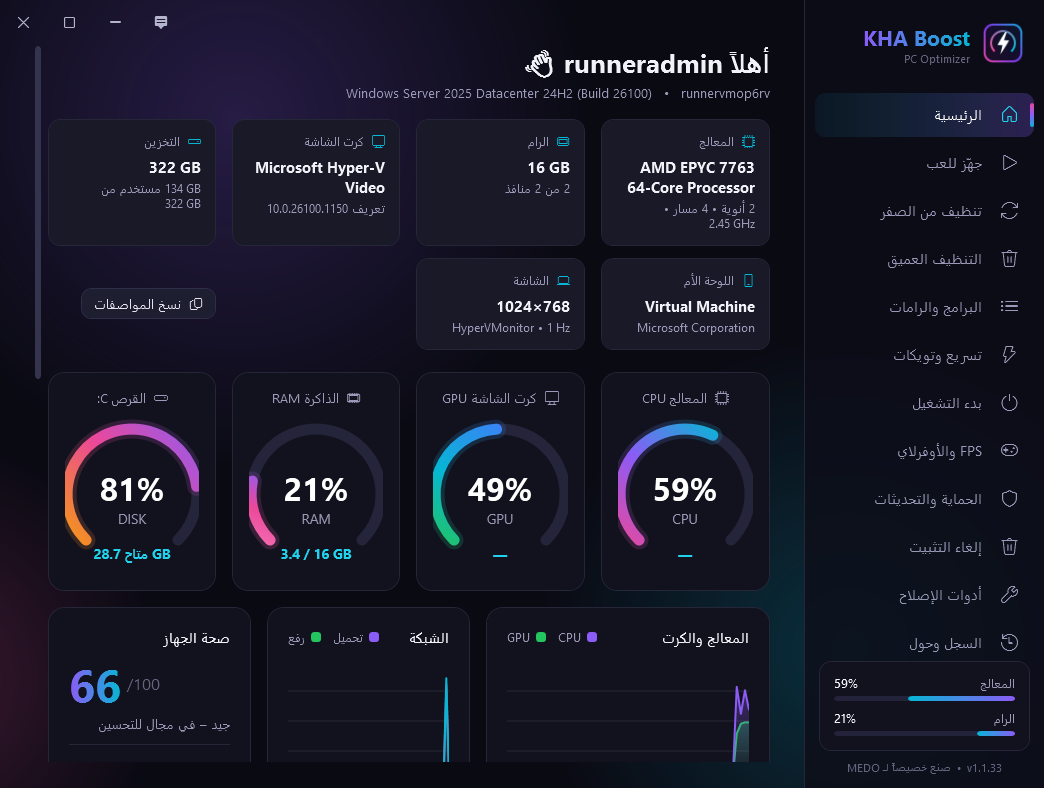 KHA Boost
PC Optimizer
الرئيسية
جهّز للعب
تنظيف من الصفر
التنظيف العميق
البرامج والرامات
تسريع وتويكات
بدء التشغيل
FPS والأوفرلاي
الحماية والتحديثات
إلغاء التثبيت
أدوات الإصلاح
السجل وحول
المعالج 59%
الرام 21%
صنع خصيصاً لـ MEDO • v1.1.33
أهلاً runneradmin
Windows Server 2025 Datacenter 24H2 (Build 26100) • runnervmop6rv
المعالج
AMD EPYC 7763
64-Core Processor
2 أنوية • 4 مسار •
2.45 GHz
الرام
16 GB
2 من 2 منافذ
كرت الشاشة
Microsoft Hyper-V
Video
تعريف 10.0.26100.1150
التخزين
322 GB
134 GB مستخدم من
322 GB
اللوحة الأم
Virtual Machine
Microsoft Corporation
الشاشة
1024×768
HyperVMonitor • 1 Hz
نسخ المواصفات
المعالج CPU
59%
CPU
—
كرت الشاشة GPU
49%
GPU
—
الذاكرة RAM
21%
RAM
3.4 / 16 GB
القرص C:
81%
DISK
28.7 متاح GB
المعالج والكرت
CPU
GPU
الشبكة
تحميل
رفع
صحة الجهاز
66 /100
جيد – في مجال للتحسين